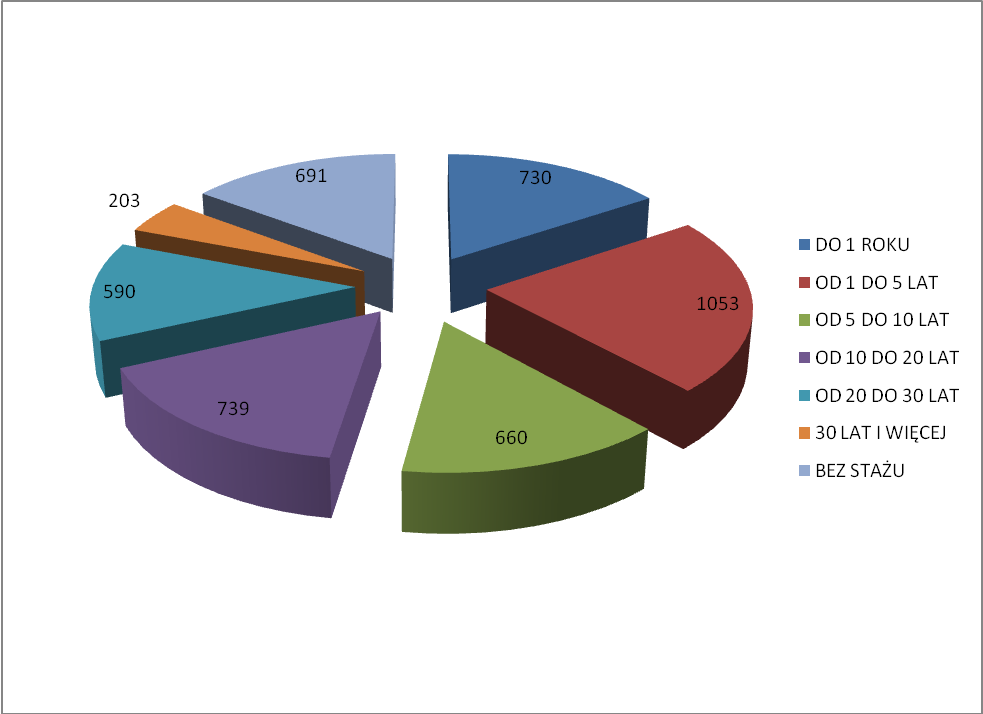 691
730
203
590
1053
739
660
DO 1 ROKU
OD 1 DO 5 LAT
OD 5 DO 10 LAT
OD 10 DO 20 LAT
OD 20 DO 30 LAT
30 LAT I WIĘCEJ
BEZ STAŻU